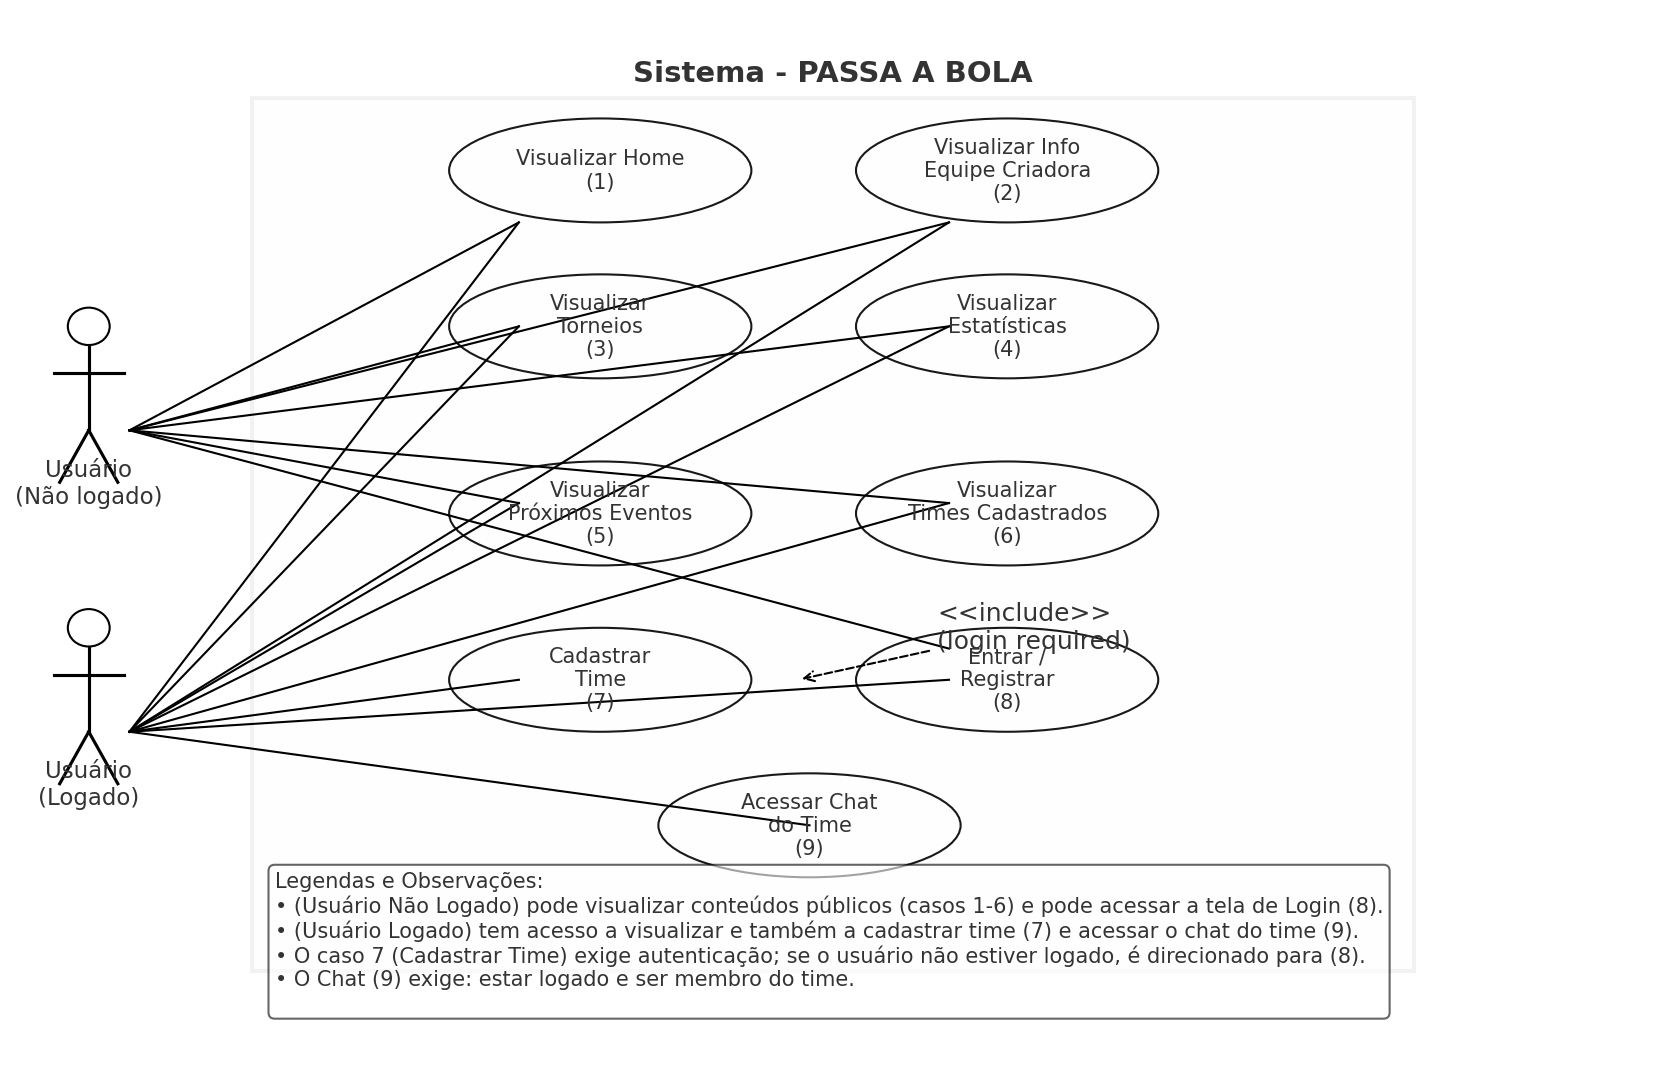 Sistema - PASSA A BOLA
Visualizar Home
(1)
Visualizar Info
Equipe Criadora
(2)
Visualizar
Torneios
(3)
Visualizar
Estatísticas
(4)
Usuário
(Não logado)
Visualizar
Próximos Eventos
(5)
Visualizar
Times Cadastrados
(6)
<<include>>
(login required)
Cadastrar
Time
(7)
Entrar /
Registrar
(8)
Usuário
(Logado)
Acessar Chat
do Time
(9)
Legendas e Observações:
• (Usuário Não Logado) pode visualizar conteúdos públicos (casos 1-6) e pode acessar a tela de Login (8).
• (Usuário Logado) tem acesso a visualizar e também a cadastrar time (7) e acessar o chat do time (9).
• O caso 7 (Cadastrar Time) exige autenticação; se o usuário não estiver logado, é direcionado para (8).
• O Chat (9) exige: estar logado e ser membro do time.